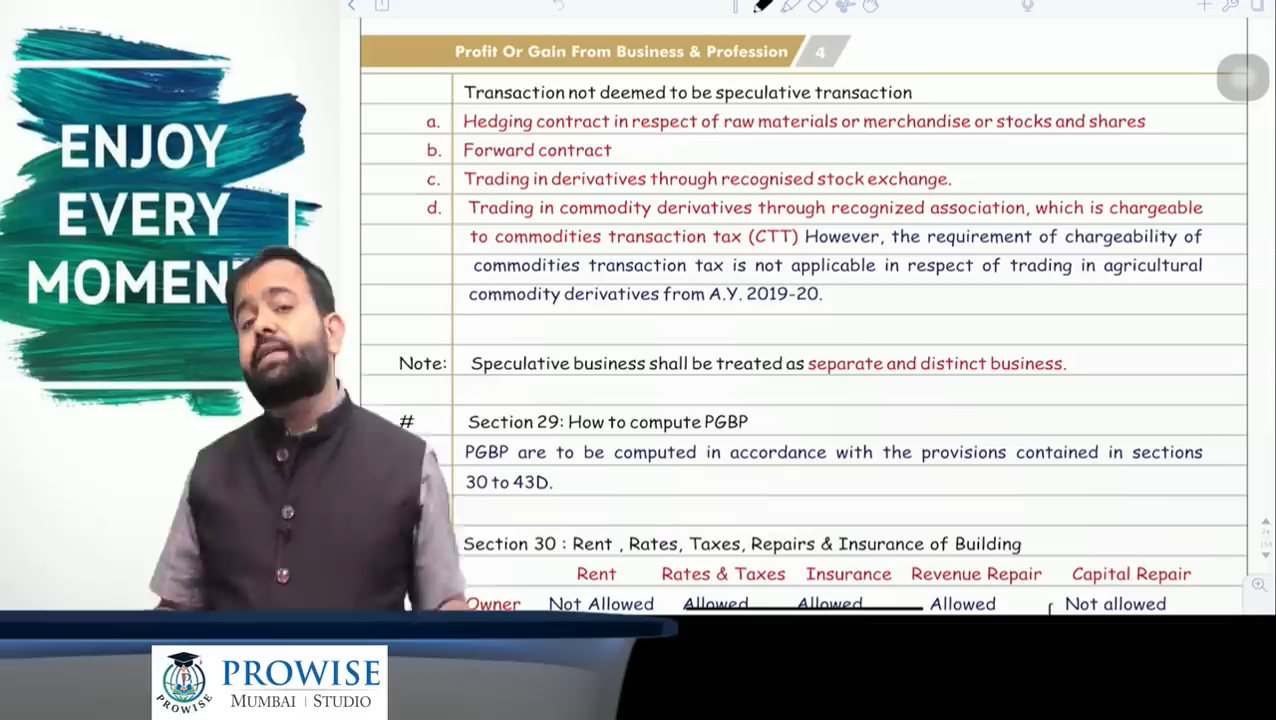 ENJOY
EVERY
MOMEN
Profit Or Gain From Business & Profession 4
Transaction not deemed to be speculative transaction
a. Hedging contract in respect of raw materials or merchandise or stocks and shares
b. Forward contract
c. Trading in derivatives through recognised stock exchange.
d. Trading in commodity derivatives through recognized association, which is chargeable
to commodities transaction tax (CTT) However, the requirement of chargeability of
commodities transaction tax is not applicable in respect of trading in agricultural
commodity derivatives from A.Y. 2019-20.
Note: Speculative business shall be treated as separate and distinct business.
# Section 29: How to compute PGBP
PGBP are to be computed in accordance with the provisions contained in sections
30 to 43D.
Section 30 : Rent , Rates, Taxes, Repairs & Insurance of Building
Rent Rates & Taxes Insurance Revenue Repair Capital Repair
Owner Not Allowed Allowed Allowed Allowed Not allowed
PROWISE
PROWISE
MUMBAI | STUDIO